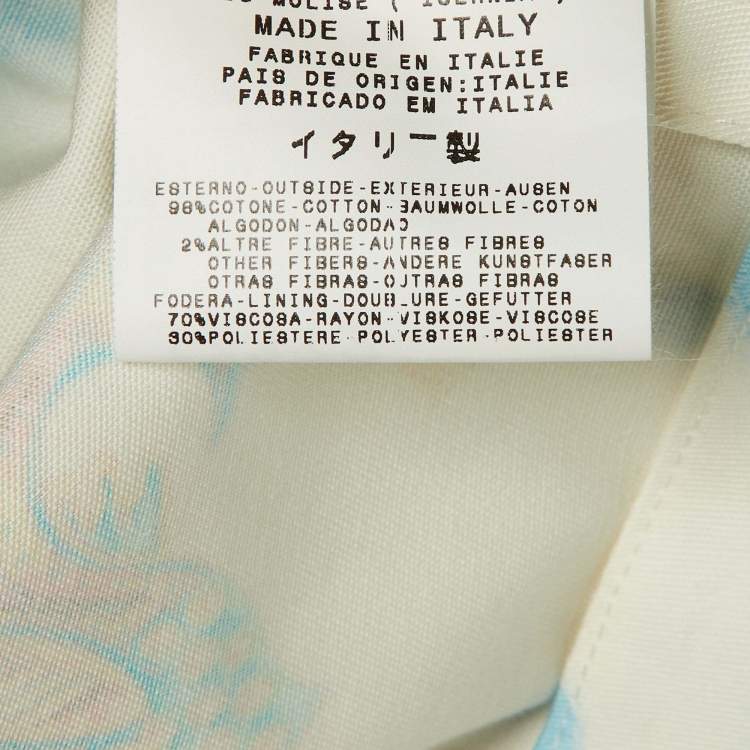 MOLISE (
MADE IN ITALY
FABRIQUE EN ITALIE
PAIS DE ORIGEN:ITALIE
FABRICADO EM ITALIA
イタリー製
ESTERNO-OUTSIDE-EXTERIEUR-AUSEN
98%COTONE-COTTON-BAUMWOLLE-COTON
ALGODON-ALGODAO
2%ALTRE FIBRE-AUTRES FIBRES
OTHER FIBERS-ANDERE KUNSTFASER
OTRAS FIBRAS-OUTRAS FIBRAS
FODERA-LINING-DOUBLURE-GEFUTTER
70%VISCOSA-RAYON-VISKOSE-VISCOSE
30%POLIESTERE-POLYESTER-POLIESTER